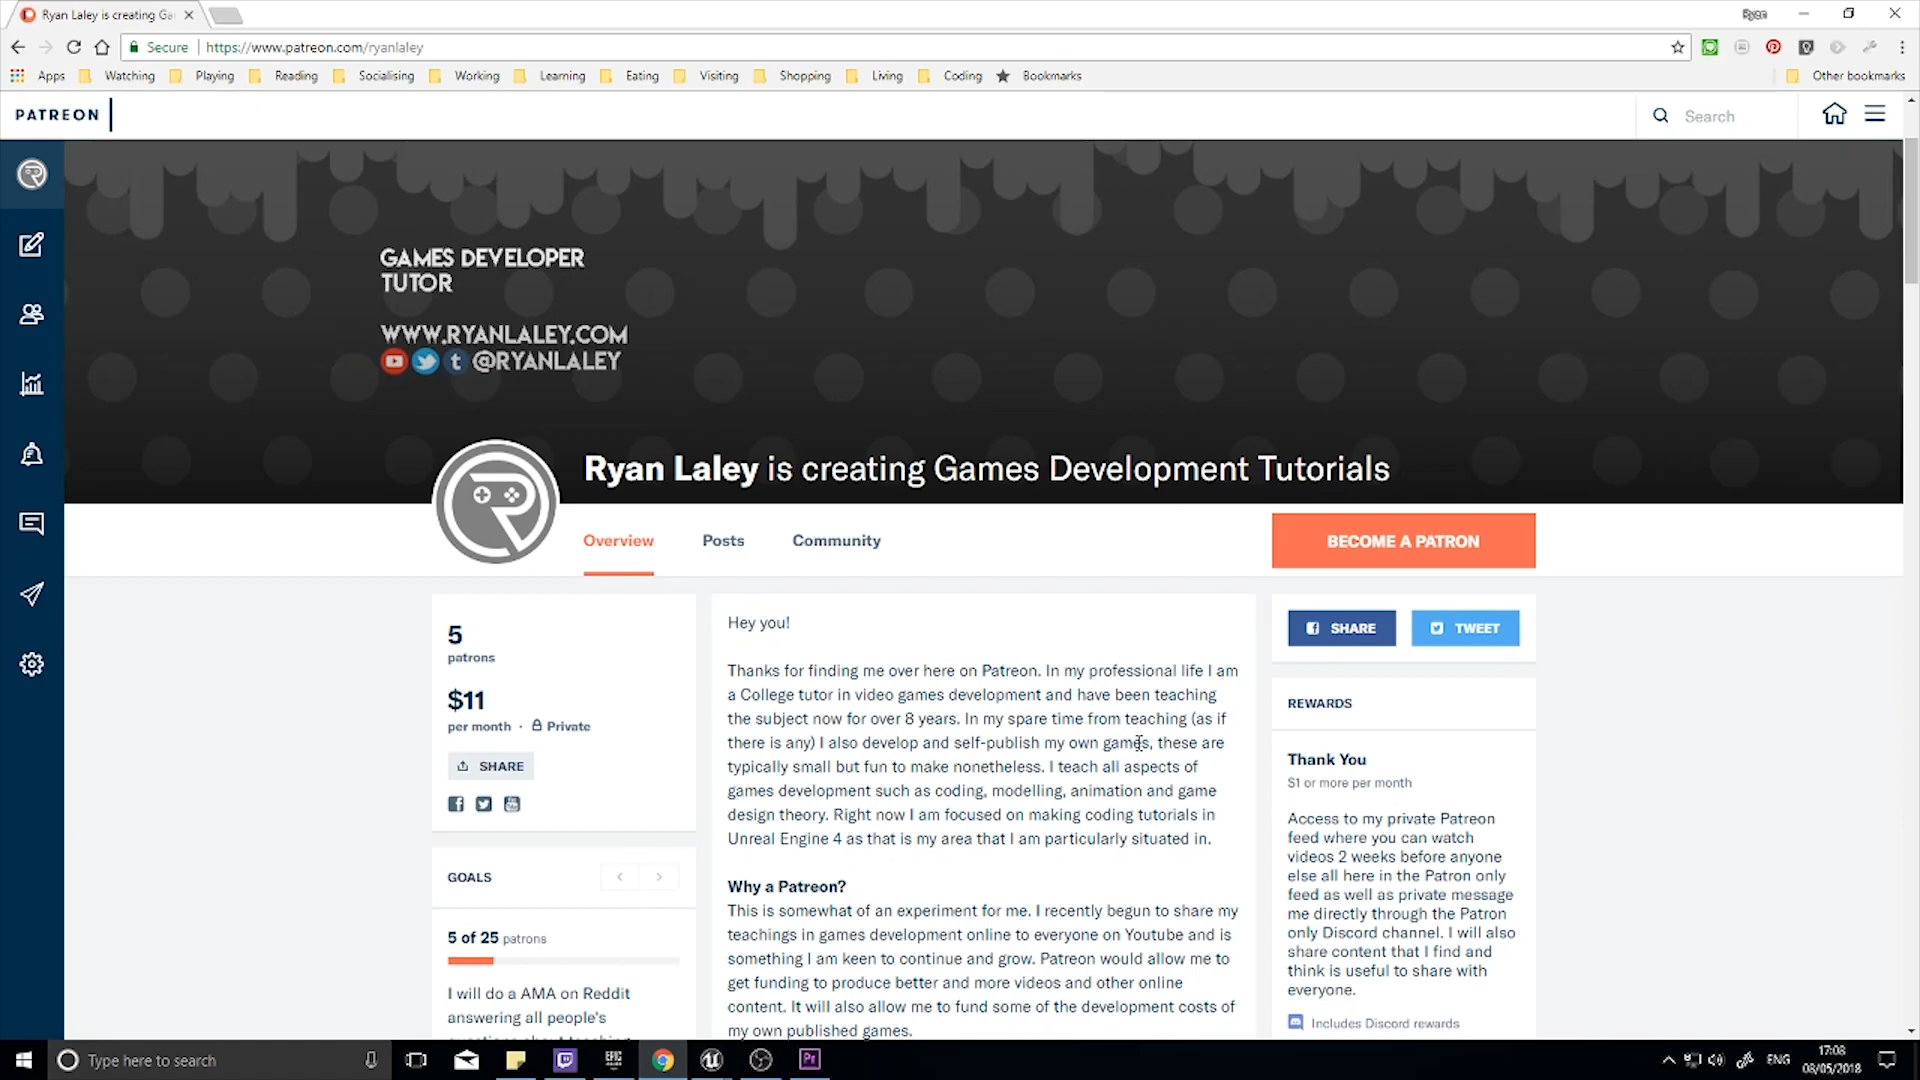 Ryan Laley is creating Ga
Ryan
Secure https://www.patreon.com/ryanlaley
Apps Watching Playing Reading Socialising Working Learning Eating Visiting Shopping Living Coding Bookmarks Other bookmarks
PATREON
Search
GAMES DEVELOPER
TUTOR
WWW.RYANLALEY.COM
@RYANLALEY
Ryan Laley is creating Games Development Tutorials
Overview Posts Community
BECOME A PATRON
5
patrons
$11
per month · Private
SHARE
GOALS
5 of 25 patrons
I will do a AMA on Reddit
answering all people's
Hey you!
Thanks for finding me over here on Patreon. In my professional life I am
a College tutor in video games development and have been teaching
the subject now for over 8 years. In my spare time from teaching (as if
there is any) I also develop and self-publish my own games, these are
typically small but fun to make nonetheless. I teach all aspects of
games development such as coding, modelling, animation and game
design theory. Right now I am focused on making coding tutorials in
Unreal Engine 4 as that is my area that I am particularly situated in.
Why a Patreon?
This is somewhat of an experiment for me. I recently begun to share my
teachings in games development online to everyone on Youtube and is
something I am keen to continue and grow. Patreon would allow me to
get funding to produce better and more videos and other online
content. It will also allow me to fund some of the development costs of
my own published games.
SHARE TWEET
REWARDS
Thank You
$1 or more per month
Access to my private Patreon
feed where you can watch
videos 2 weeks before anyone
else all here in the Patron only
feed as well as private message
me directly through the Patron
only Discord channel. I will also
share content that I find and
think is useful to share with
everyone.
Includes Discord rewards
Type here to search
EPIC
Pr
ENG
17:08
08/05/2018